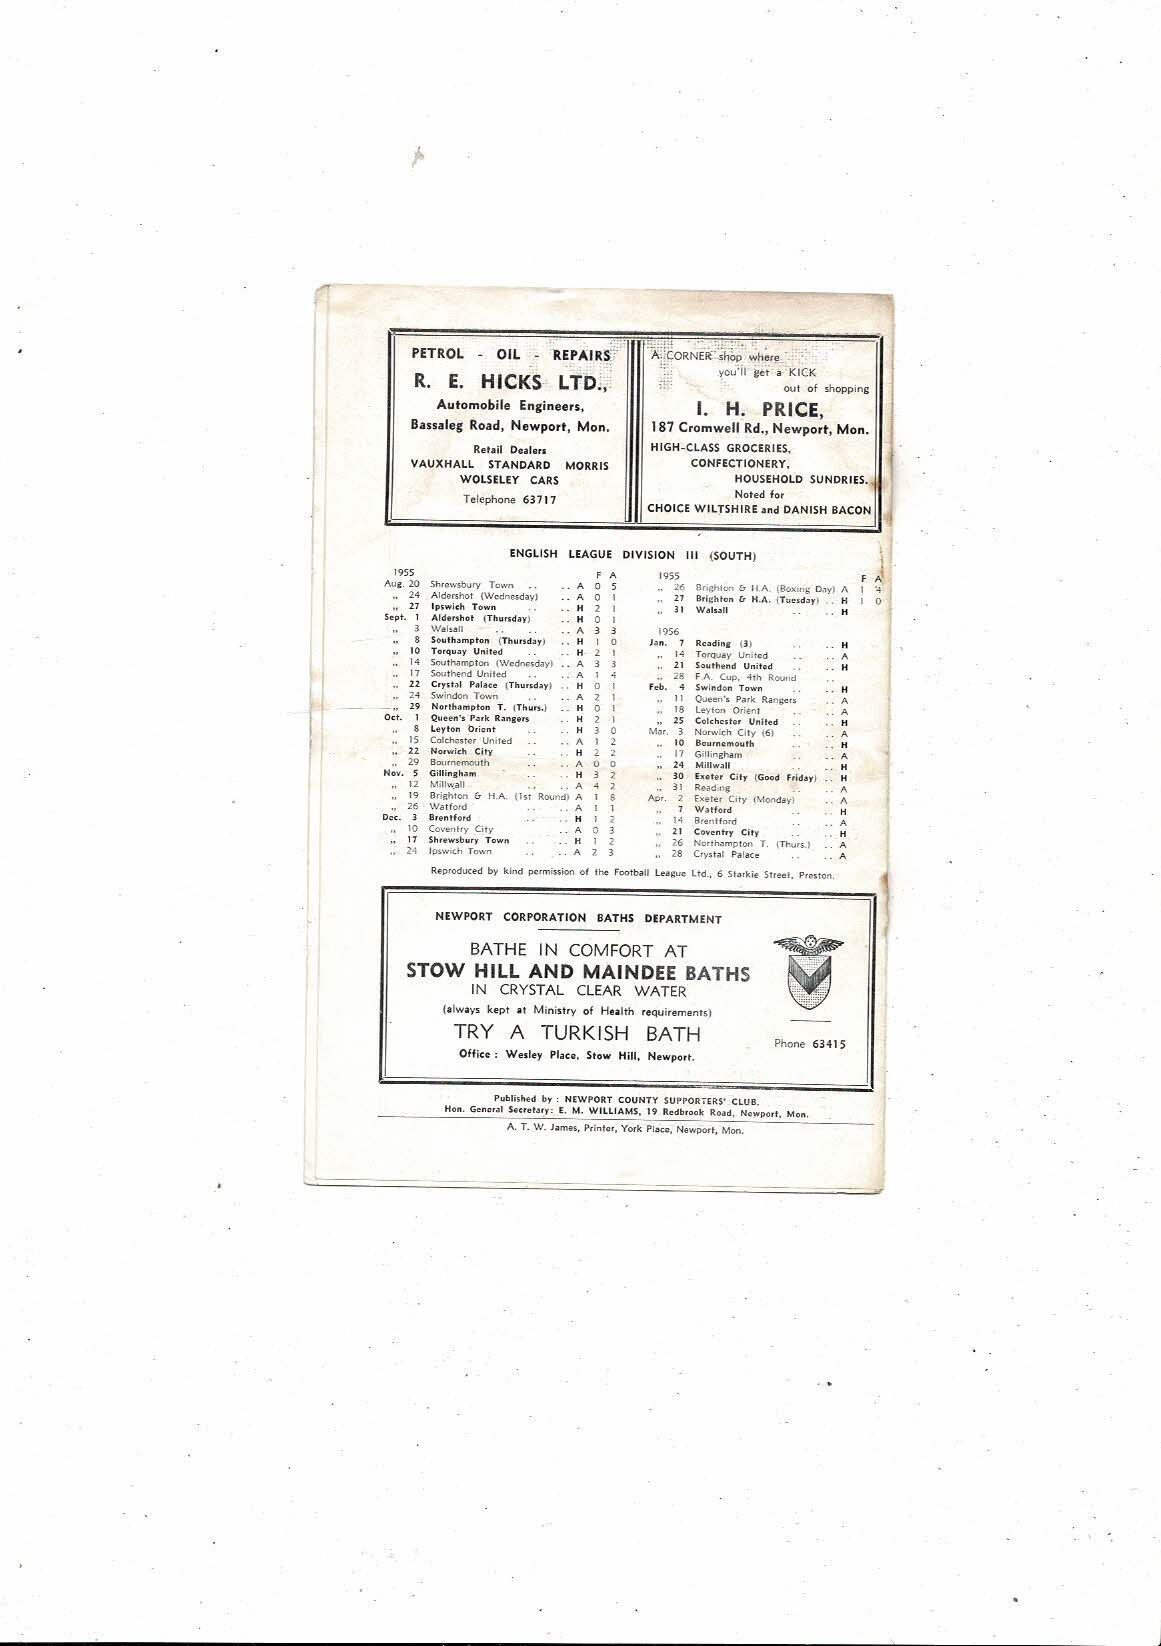 PETROL - OIL - REPAIRS
R. E. HICKS LTD.,
Automobile Engineers,
Bassaleg Road, Newport, Mon.
Retail Dealers
VAUXHALL STANDARD MORRIS
WOLSELEY CARS
Telephone 63717
A CORNER shop where
you'll get a KICK
out of shopping
I. H. PRICE,
187 Cromwell Rd., Newport, Mon.
HIGH-CLASS GROCERIES,
CONFECTIONERY,
HOUSEHOLD SUNDRIES.
Noted for
CHOICE WILTSHIRE and DANISH BACON
ENGLISH LEAGUE DIVISION III (SOUTH)
1955 F A
Aug. 20 Shrewsbury Town .. .. A 0 5
,, 24 Aldershot (Wednesday) .. A 0 1
,, 27 Ipswich Town .. .. H 2 1
Sept. 1 Aldershot (Thursday) .. H 0 1
,, 3 Walsall .. .. .. A 3 3
,, 8 Southampton (Thursday) .. H 1 0
,, 10 Torquay United .. .. H 2 1
,, 14 Southampton (Wednesday) .. A 3 3
,, 17 Southend United .. .. A 1 4
,, 22 Crystal Palace (Thursday) .. H 0 1
,, 24 Swindon Town .. .. A 2 1
,, 29 Northampton T. (Thurs.) .. H 0 1
Oct. 1 Queen's Park Rangers .. H 2 1
,, 8 Leyton Orient .. .. H 3 0
,, 15 Colchester United .. .. A 1 2
,, 22 Norwich City .. .. H 2 2
,, 29 Bournemouth .. .. A 0 0
Nov. 5 Gillingham .. .. H 3 2
,, 12 Millwall .. .. A 4 2
,, 19 Brighton & H.A. (1st Round) A 1 8
,, 26 Watford .. .. A 1 1
Dec. 3 Brentford .. .. H 1 2
,, 10 Coventry City .. .. A 0 3
,, 17 Shrewsbury Town .. .. H 1 2
,, 24 Ipswich Town .. .. A 2 3
1955 F A
,, 26 Brighton & H.A. (Boxing Day) A 1 4
,, 27 Brighton & H.A. (Tuesday) .. H 1 0
,, 31 Walsall .. .. H
1956
Jan. 7 Reading (3) .. .. H
,, 14 Torquay United .. .. A
,, 21 Southend United .. .. H
,, 28 F.A. Cup, 4th Round ..
Feb. 4 Swindon Town .. .. H
,, 11 Queen's Park Rangers .. A
,, 18 Leyton Orient .. .. A
,, 25 Colchester United .. .. H
Mar. 3 Norwich City (6) .. .. A
,, 10 Bournemouth .. .. H
,, 17 Gillingham .. .. A
,, 24 Millwall .. .. H
,, 30 Exeter City (Good Friday) .. H
,, 31 Reading .. .. A
Apr. 2 Exeter City (Monday) .. A
,, 7 Watford .. .. H
,, 14 Brentford .. .. A
,, 21 Coventry City .. .. H
,, 26 Northampton T. (Thurs.) .. A
,, 28 Crystal Palace .. .. A
Reproduced by kind permission of the Football League Ltd., 6 Starkie Street, Preston.
NEWPORT CORPORATION BATHS DEPARTMENT
BATHE IN COMFORT AT
STOW HILL AND MAINDEE BATHS
IN CRYSTAL CLEAR WATER
(always kept at Ministry of Health requirements)
TRY A TURKISH BATH
Office : Wesley Place, Stow Hill, Newport.
Phone 63415
Published by : NEWPORT COUNTY SUPPORTERS' CLUB.
Hon. General Secretary: E. M. WILLIAMS, 19 Redbrook Road, Newport, Mon.
A. T. W. James, Printer, York Place, Newport, Mon.